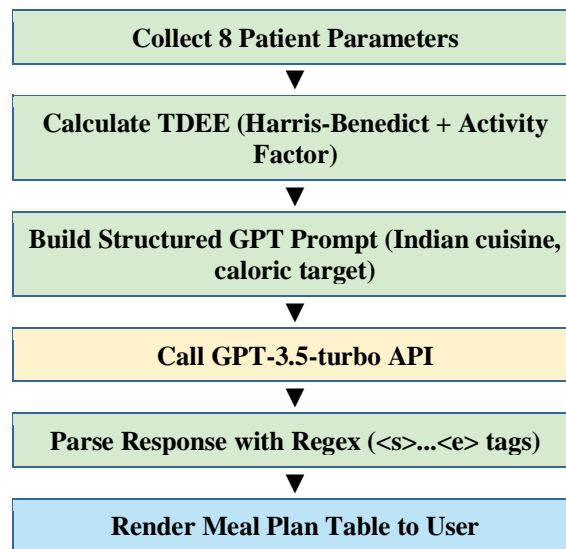 Collect 8 Patient Parameters
Calculate TDEE (Harris-Benedict + Activity
Factor)
Build Structured GPT Prompt (Indian cuisine,
caloric target)
Call GPT-3.5-turbo API
Parse Response with Regex (<s>...<e> tags)
Render Meal Plan Table to User